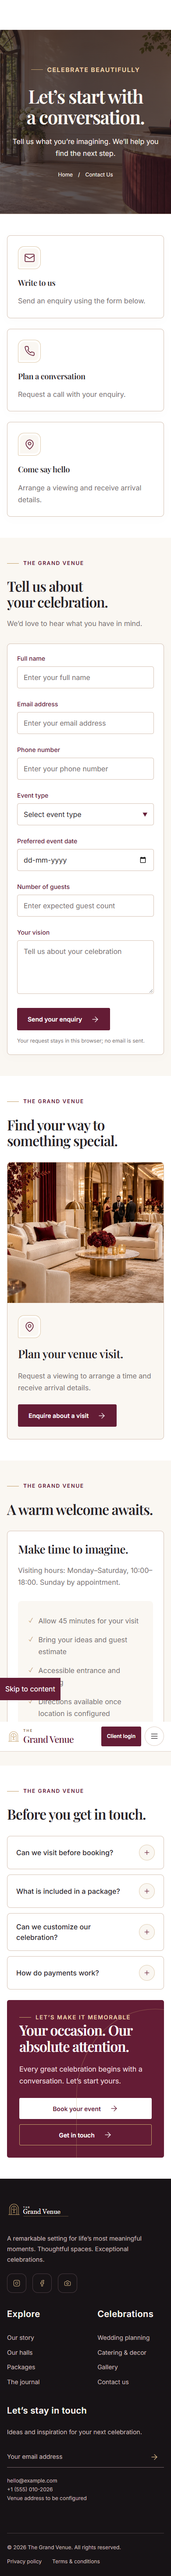 CELEBRATE BEAUTIFULLY
Let's start with
a conversation.
Tell us what you're imagining. We'll help you
find the next step.
Home / Contact Us
Write to us
Send an enquiry using the form below.
Plan a conversation
Request a call with your enquiry.
Come say hello
Arrange a viewing and receive arrival
details.
THE GRAND VENUE
Tell us about
your celebration.
We'd love to hear what you have in mind.
Full name
Enter your full name
Email address
Enter your email address
Phone number
Enter your phone number
Event type
Select event type
Preferred event date
dd-mm-yyyy
Number of guests
Enter expected guest count
Your vision
Tell us about your celebration
Send your enquiry
Your request stays in this browser; no email is sent.
THE GRAND VENUE
Find your way to
something special.
Plan your venue visit.
Request a viewing to arrange a time and
receive arrival details.
Enquire about a visit
THE GRAND VENUE
A warm welcome awaits.
Make time to imagine.
Visiting hours: Monday–Saturday, 10:00–
18:00. Sunday by appointment.
Allow 45 minutes for your visit
Bring your ideas and guest
estimate
Accessible entrance and
Skip to content
Directions available once
location is configured
THE
Grand Venue
Client login
THE GRAND VENUE
Before you get in touch.
Can we visit before booking?
What is included in a package?
Can we customize our
celebration?
How do payments work?
LET'S MAKE IT MEMORABLE
Your occasion. Our
absolute attention.
Every great celebration begins with a
conversation. Let's start yours.
Book your event
Get in touch
THE
Grand Venue
A remarkable setting for life's most meaningful
moments. Thoughtful spaces. Exceptional
celebrations.
Explore
Our story
Our halls
Packages
The journal
Celebrations
Wedding planning
Catering & decor
Gallery
Contact us
Let's stay in touch
Ideas and inspiration for your next celebration.
Your email address
hello@example.com
+1 (555) 010-2026
Venue address to be configured
© 2026 The Grand Venue. All rights reserved.
Privacy policy Terms & conditions